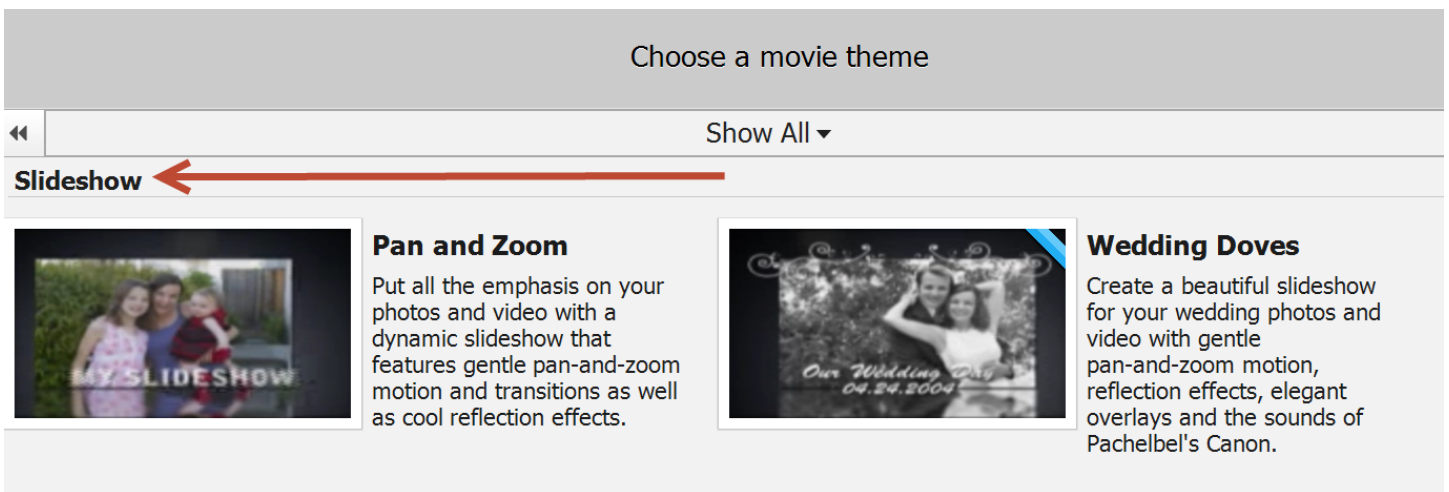 Choose a movie theme
Show All
Slideshow
MY SLIDESHOW
Pan and Zoom
Put all the emphasis on your
photos and video with a
dynamic slideshow that
features gentle pan-and-zoom
motion and transitions as well
as cool reflection effects.
Our Wedding Day
04.24.2004
Wedding Doves
Create a beautiful slideshow
for your wedding photos and
video with gentle
pan-and-zoom motion,
reflection effects, elegant
overlays and the sounds of
Pachelbel's Canon.